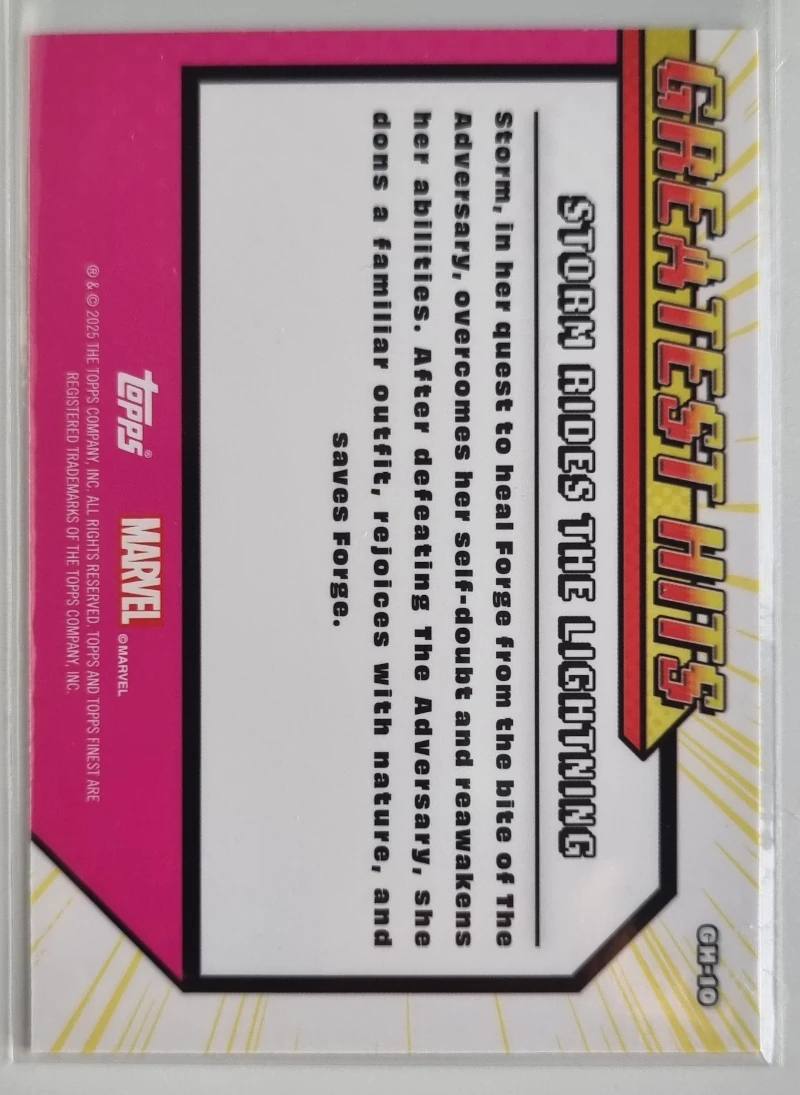 GREATEST HITS
GH-10
STORM RIDES THE LIGHTNING
Storm, in her quest to heal Forge from the bite of The
Adversary, overcomes her self-doubt and reawakens
her abilities. After defeating The Adversary, she
dons a familiar outfit, rejoices with nature, and
saves Forge.
topps®
MARVEL
©MARVEL
® & © 2025 THE TOPPS COMPANY, INC. ALL RIGHTS RESERVED. TOPPS AND TOPPS FINEST ARE
REGISTERED TRADEMARKS OF THE TOPPS COMPANY, INC.